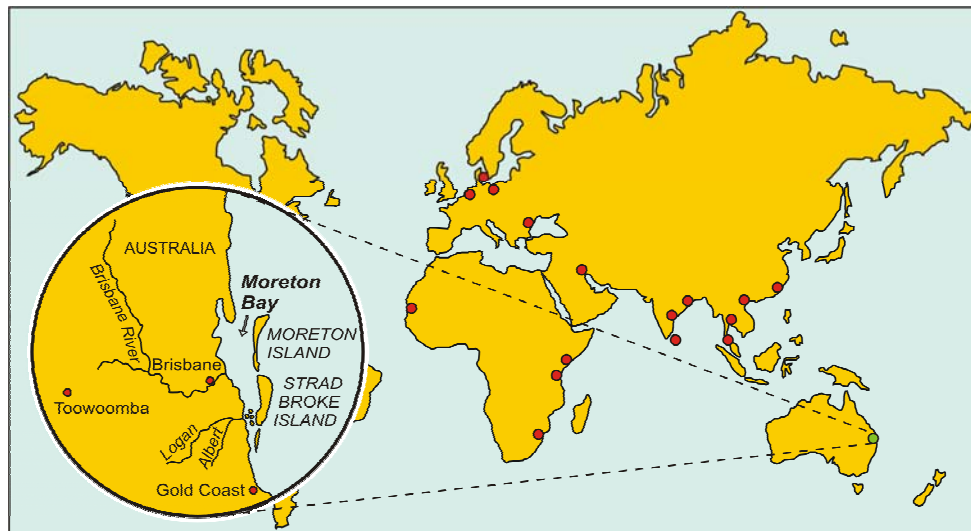 AUSTRALIA
Brisbane River
Moreton
Bay
MORETON
ISLAND
Brisbane
STRAD
BROKE
ISLAND
Toowoomba
Logan
Albert
Gold Coast